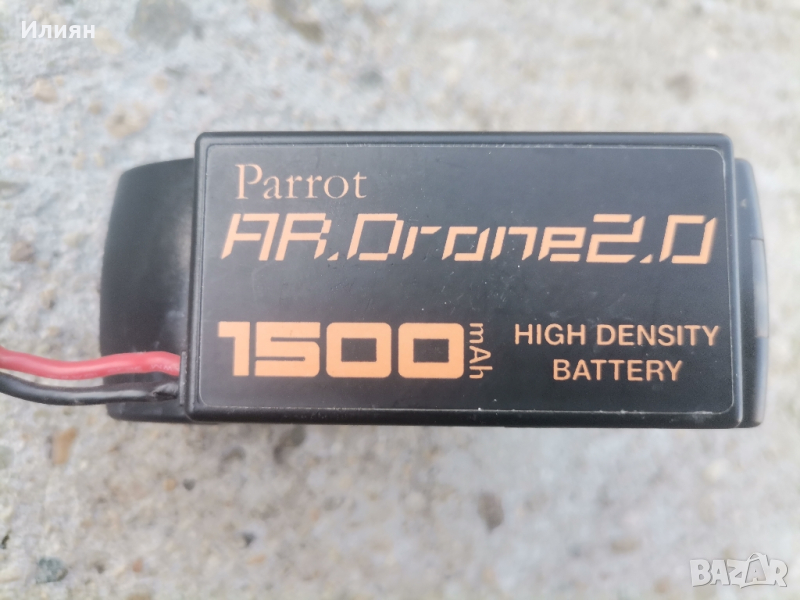 Илиян
Parrot
AR.Drone2.0
1500 mAh
HIGH DENSITY
BATTERY
BAZAR